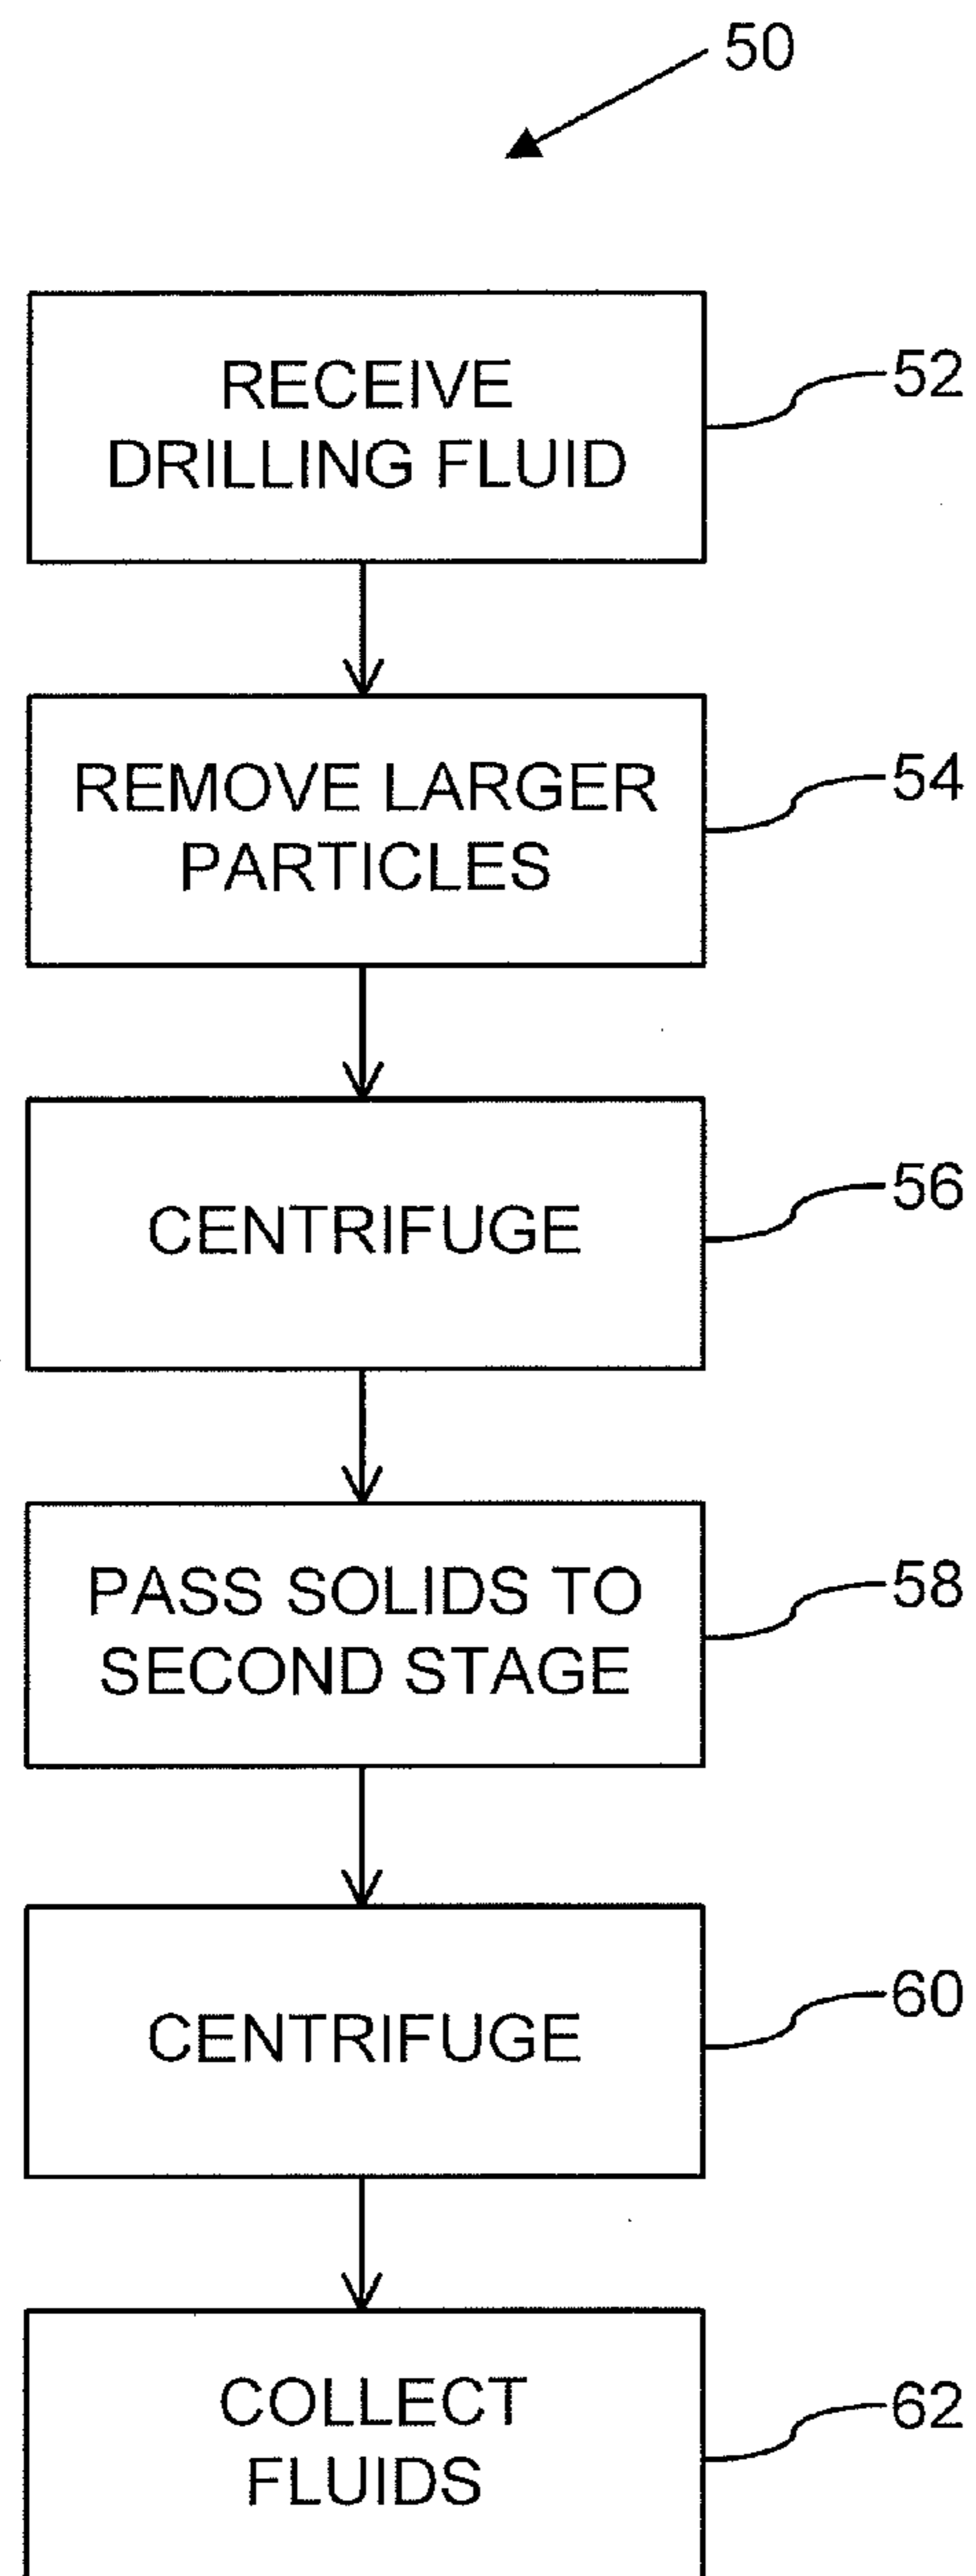 50
RECEIVE
DRILLING FLUID
52
REMOVE LARGER
PARTICLES
54
CENTRIFUGE
56
PASS SOLIDS TO
SECOND STAGE
58
CENTRIFUGE
60
COLLECT
FLUIDS
62